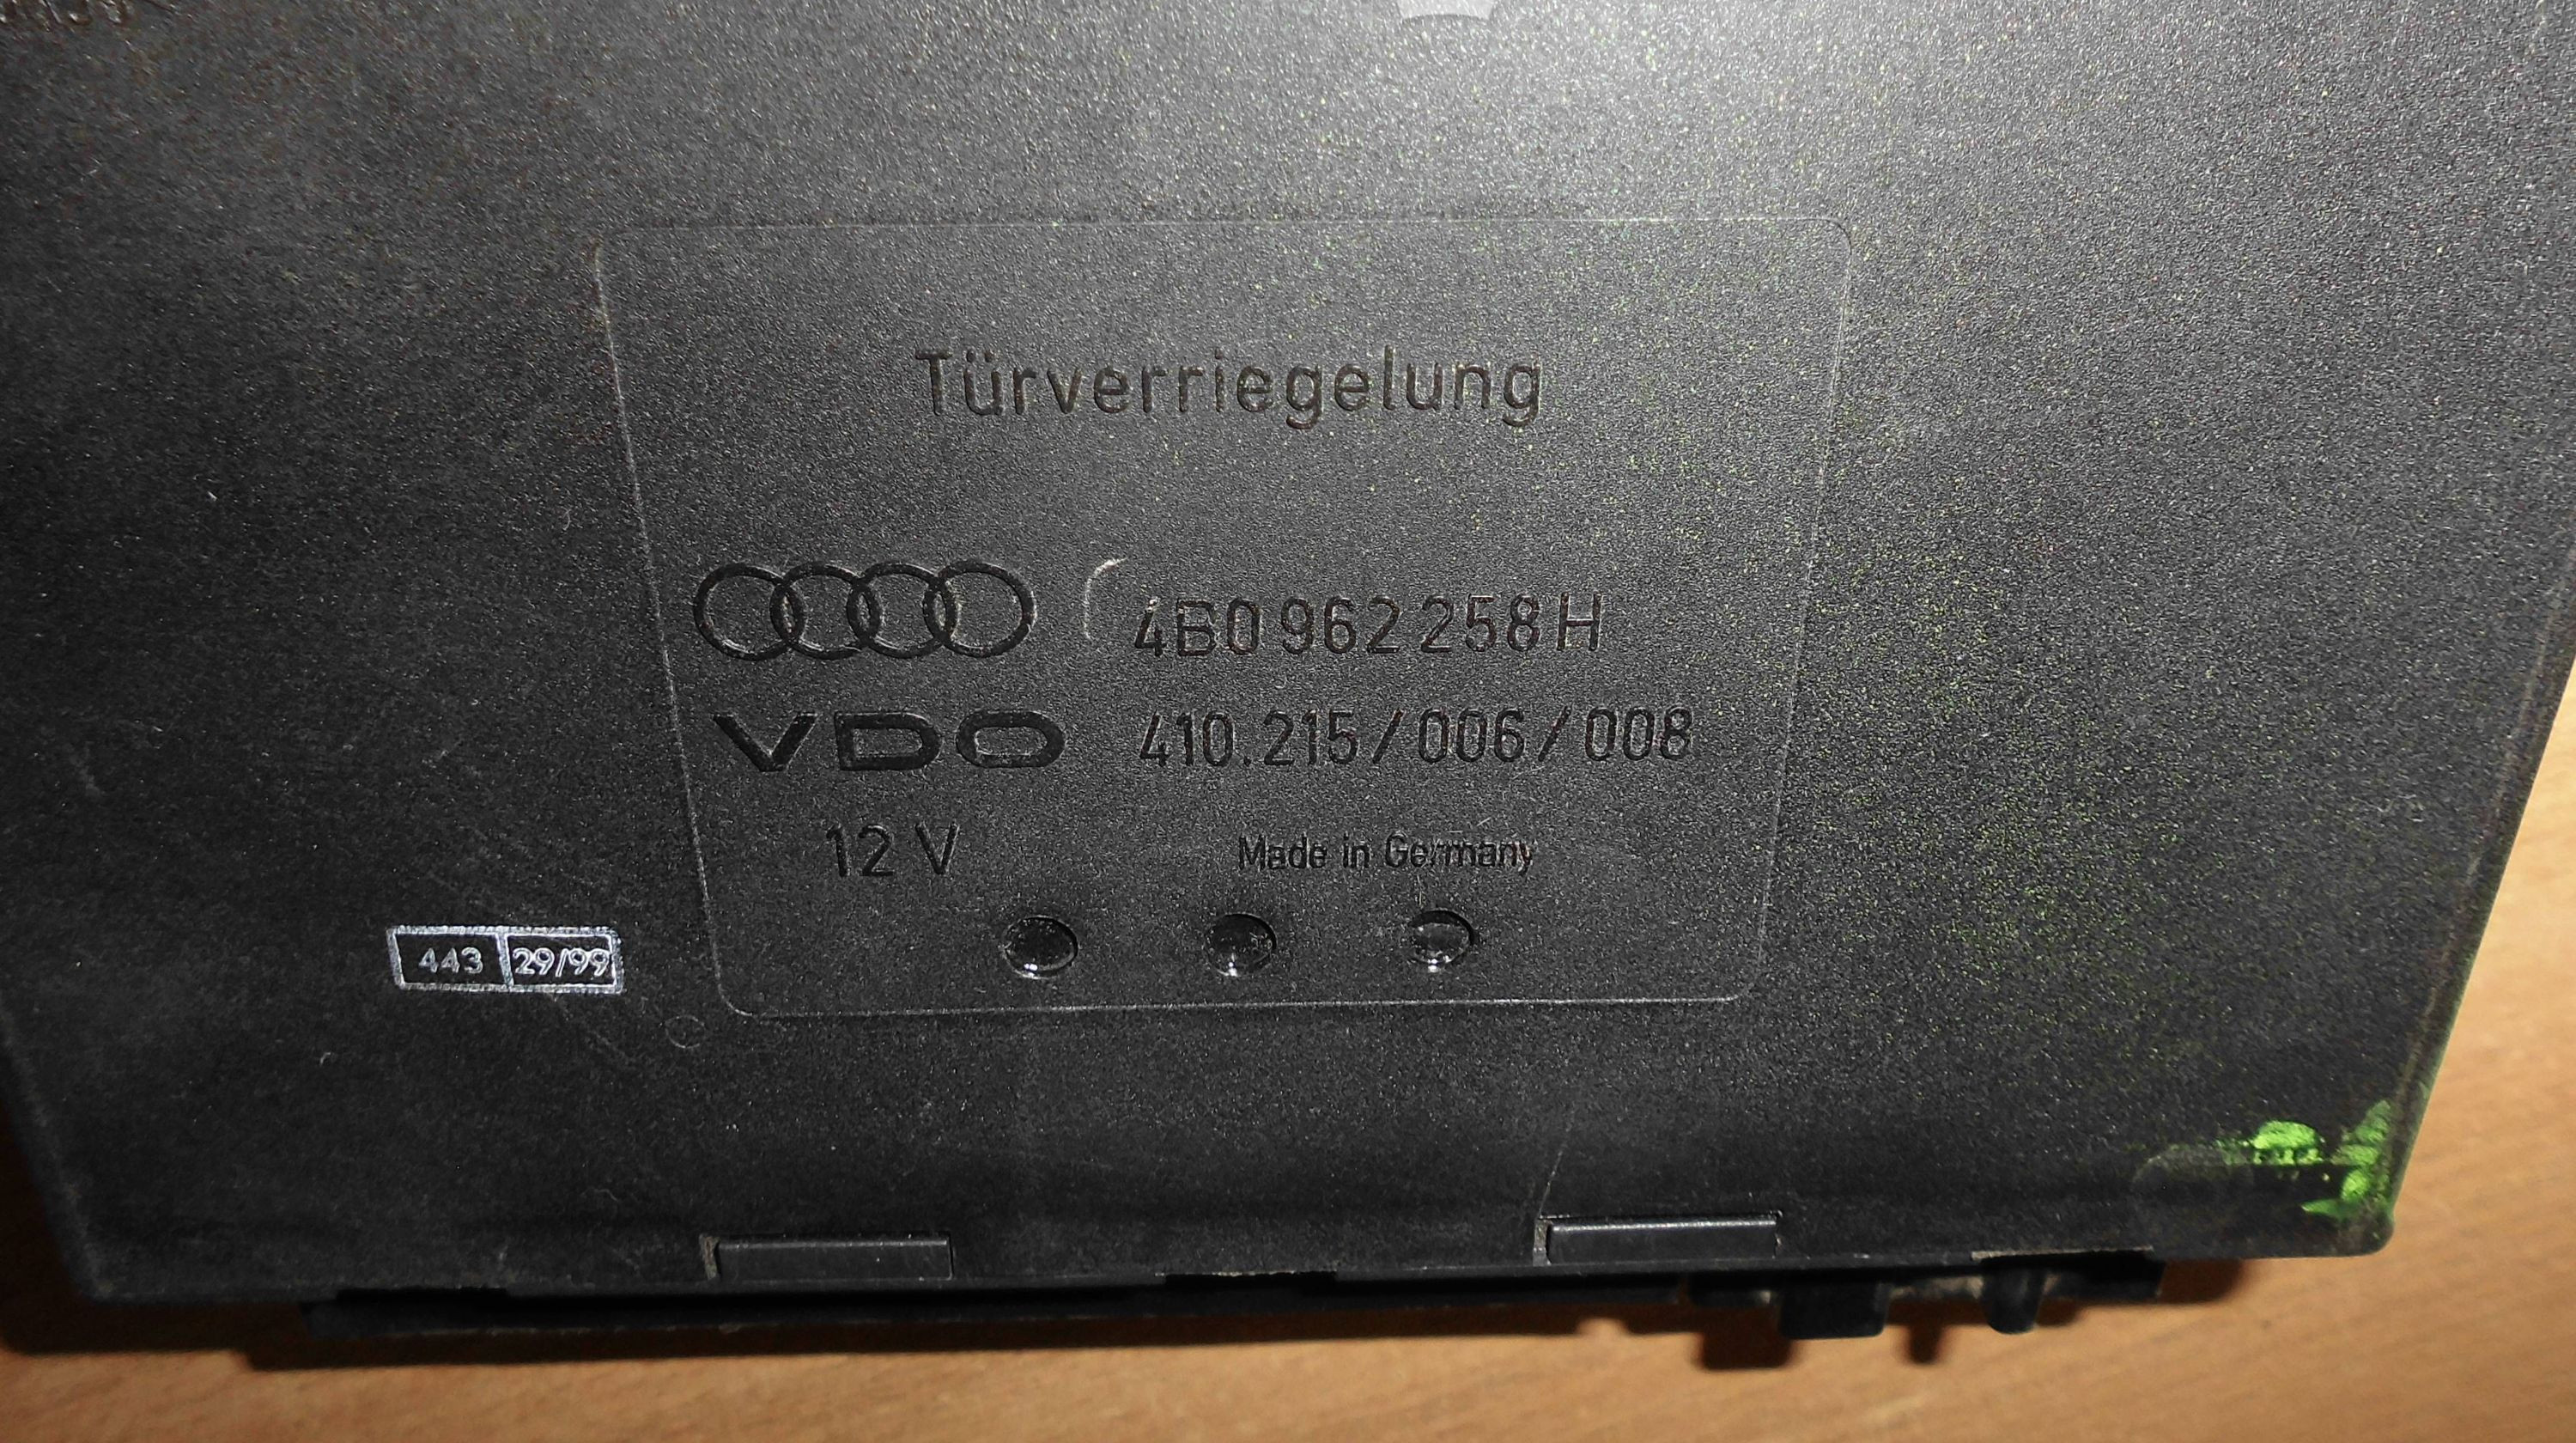 Türverriegelung
4B0 962 258 H
VDO 410.215/006/008
12 V Made in Germany
443 29/99